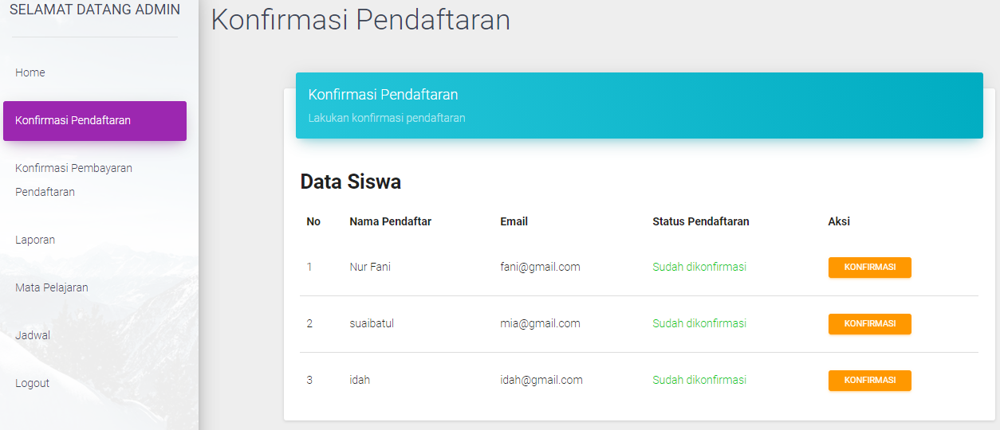 SELAMAT DATANG ADMIN
Home
Konfirmasi Pendaftaran
Konfirmasi Pembayaran
Pendaftaran
Laporan
Mata Pelajaran
Jadwal
Logout
Konfirmasi Pendaftaran
Konfirmasi Pendaftaran
Lakukan konfirmasi pendaftaran
Data Siswa
No Nama Pendaftar Email Status Pendaftaran Aksi
1 Nur Fani fani@gmail.com Sudah dikonfirmasi KONFIRMASI
2 suaibatul mia@gmail.com Sudah dikonfirmasi KONFIRMASI
3 idah idah@gmail.com Sudah dikonfirmasi KONFIRMASI